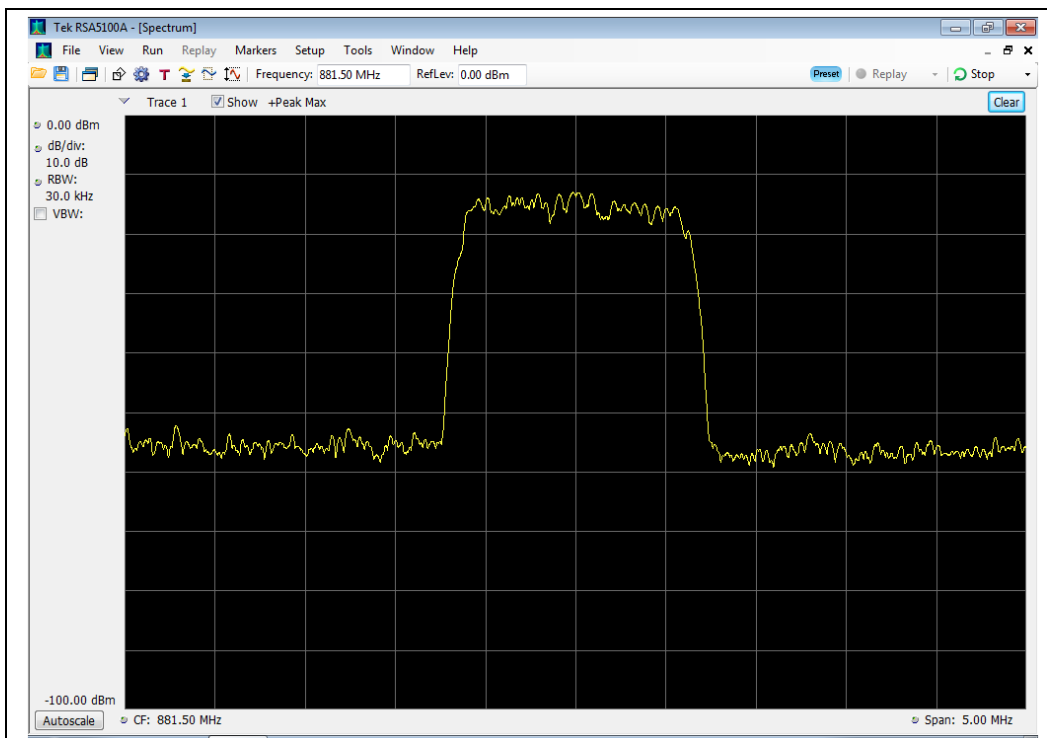 Tek RSA5100A - [Spectrum]
File View Run Replay Markers Setup Tools Window Help
T Frequency: 881.50 MHz RefLev: 0.00 dBm Preset Replay Stop
Trace 1 Show +Peak Max Clear
0.00 dBm
dB/div:
10.0 dB
RBW:
30.0 kHz
VBW:
-100.00 dBm
Autoscale CF: 881.50 MHz Span: 5.00 MHz